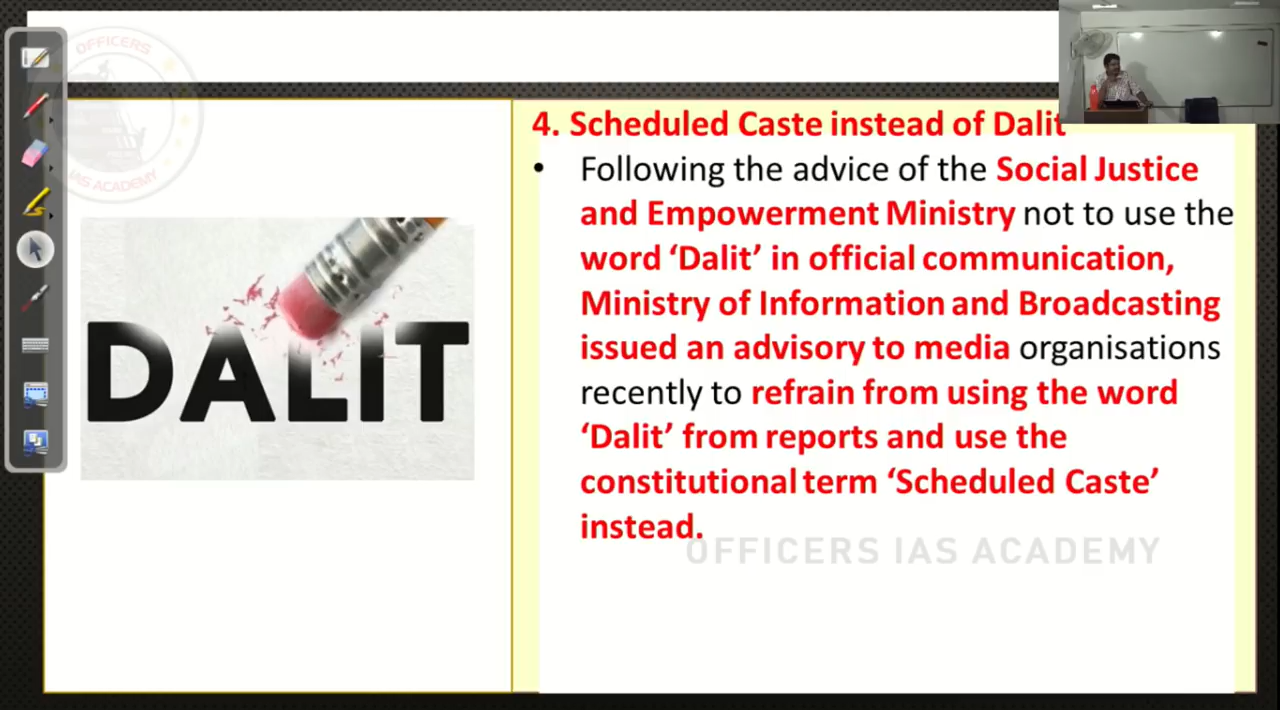 OFFICERS
IAS ACADEMY
4. Scheduled Caste instead of Dalit
• Following the advice of the Social Justice
and Empowerment Ministry not to use the
word ‘Dalit’ in official communication,
Ministry of Information and Broadcasting
issued an advisory to media organisations
recently to refrain from using the word
‘Dalit’ from reports and use the
constitutional term ‘Scheduled Caste’
instead.
DALIT
OFFICERS IAS ACADEMY